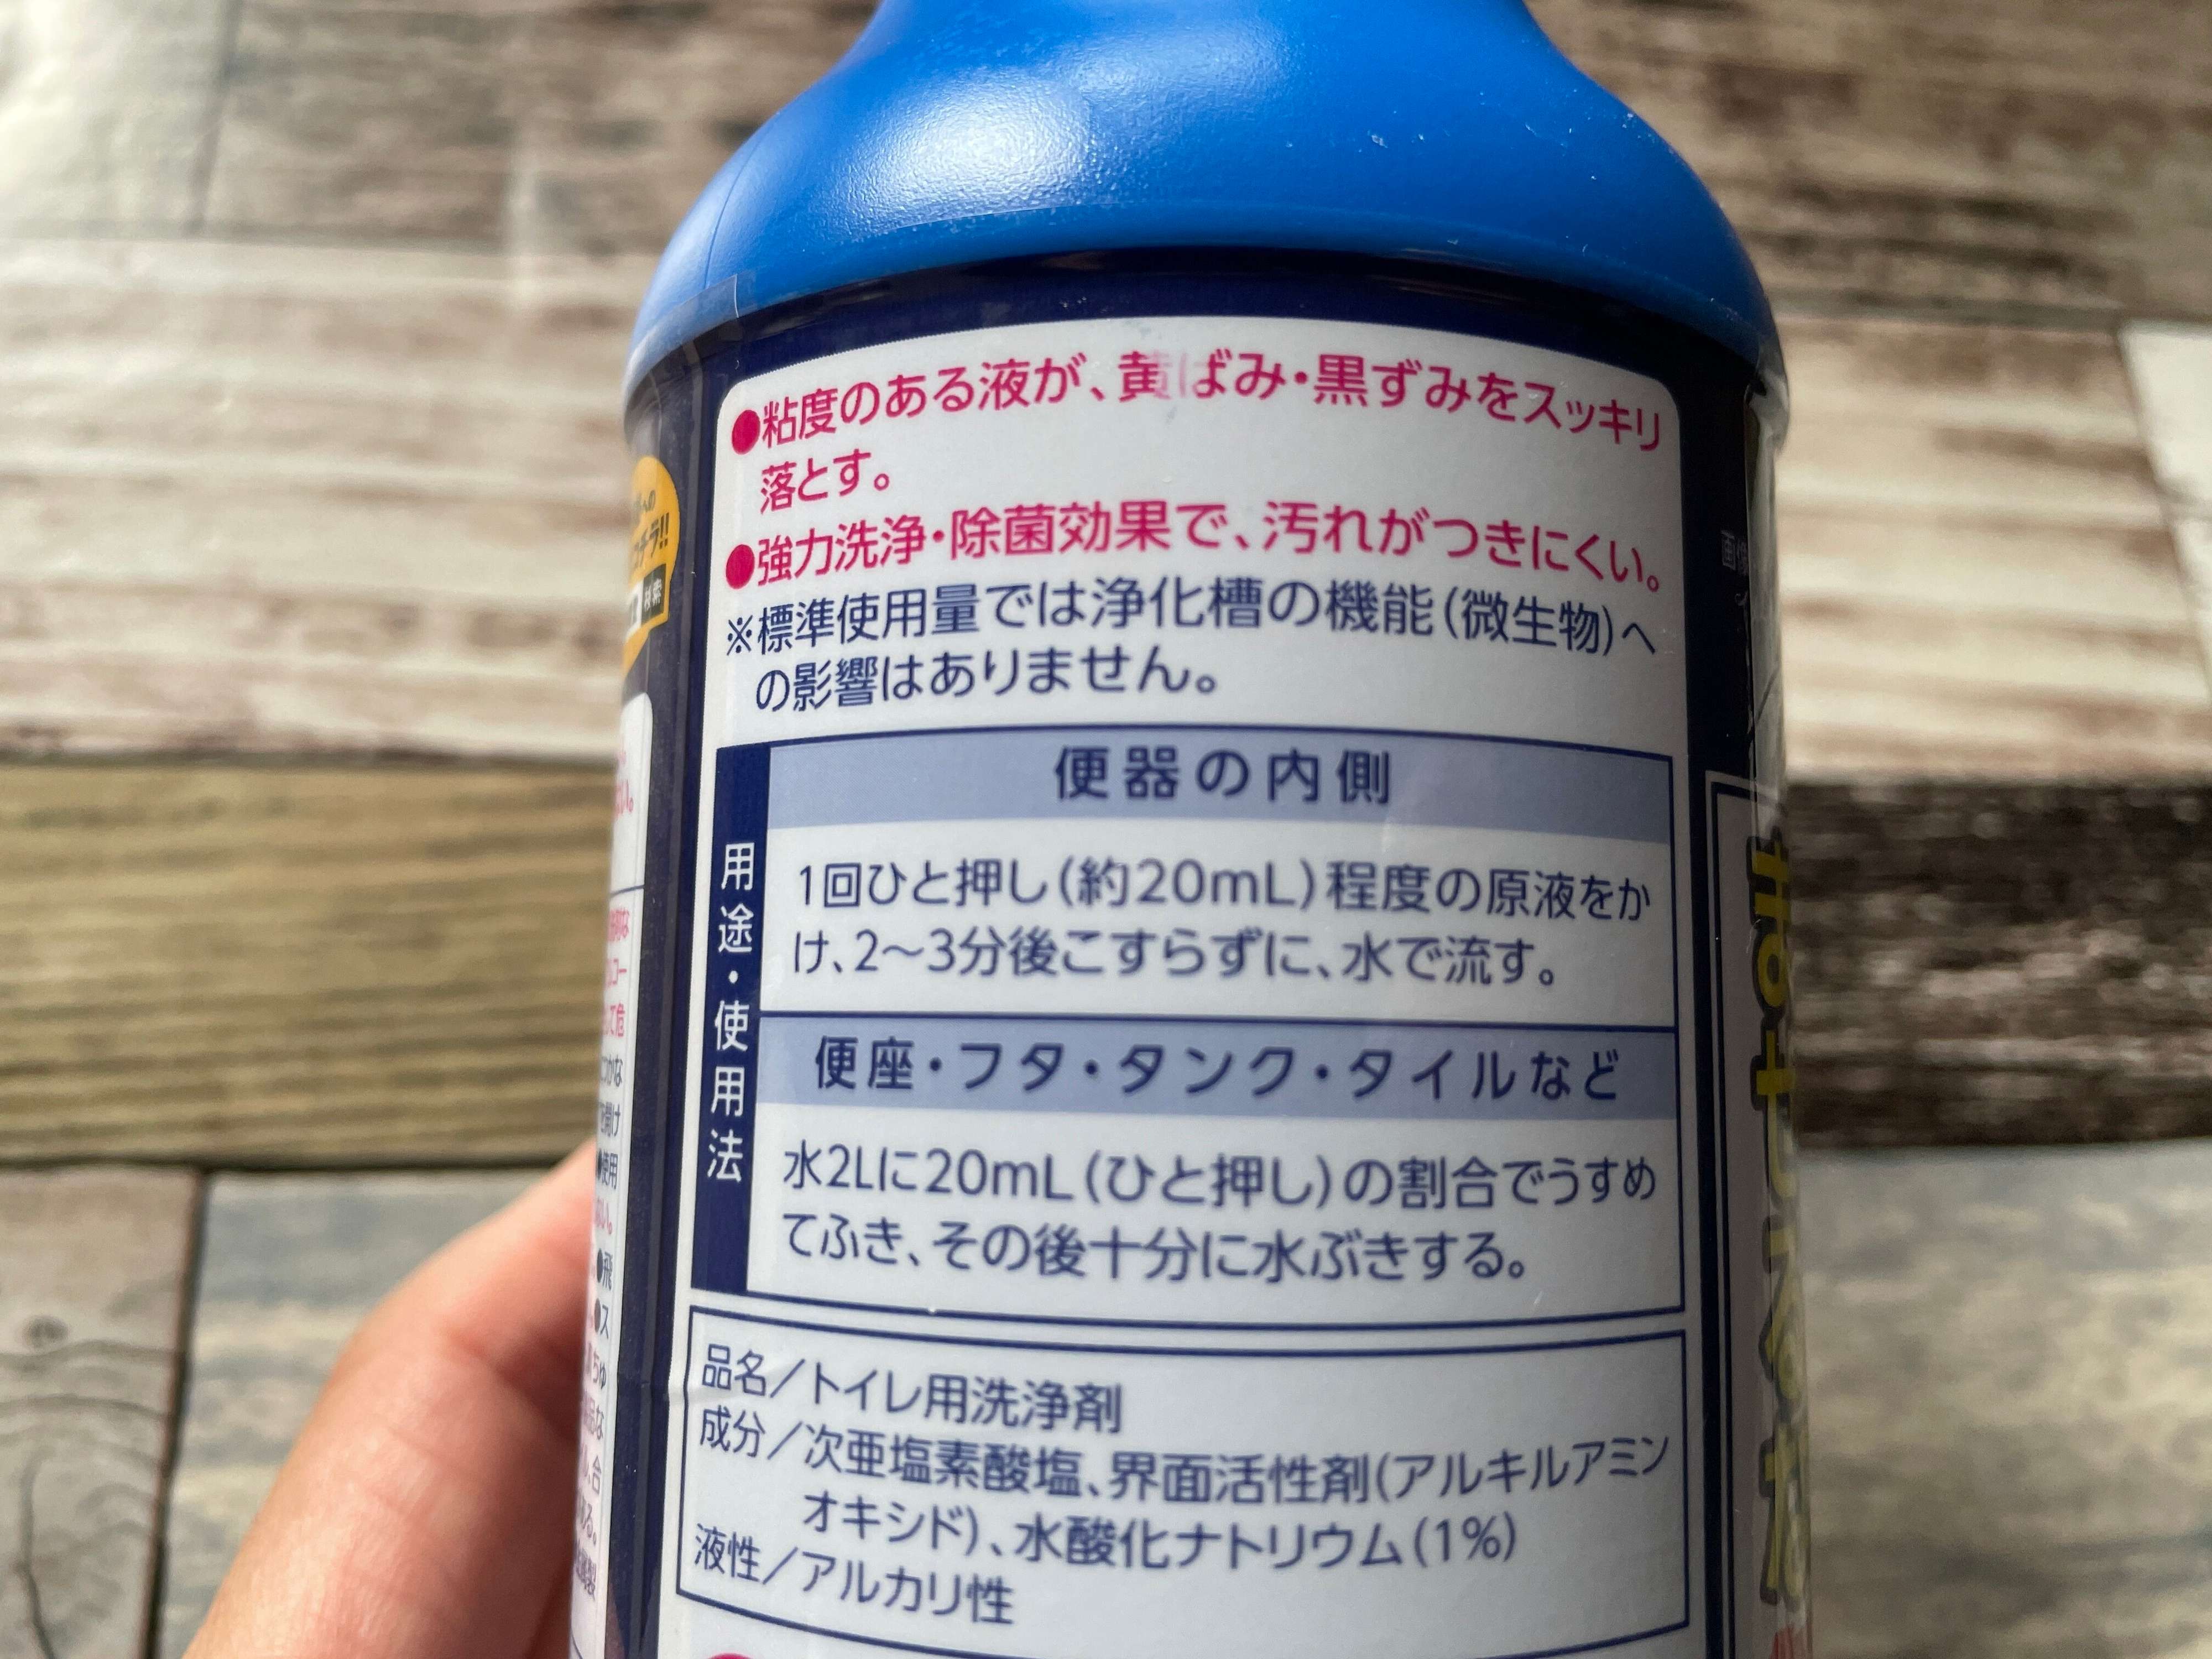 ●粘度のある液が、黄ばみ・黒ずみをスッキリ
落とす。
●強力洗浄・除菌効果で、汚れがつきにくい。
※標準使用量では浄化槽の機能(微生物)へ
の影響はありません。
用途・使用法
便器の内側
1回ひと押し(約20mL)程度の原液をか
け、2〜3分後こすらずに、水で流す。
便座・フタ・タンク・タイルなど
水2Lに20mL(ひと押し)の割合でうすめ
てふき、その後十分に水ぶきする。
品名/トイレ用洗浄剤
成分/次亜塩素酸塩、界面活性剤(アルキルアミン
オキシド)、水酸化ナトリウム(1%)
液性/アルカリ性